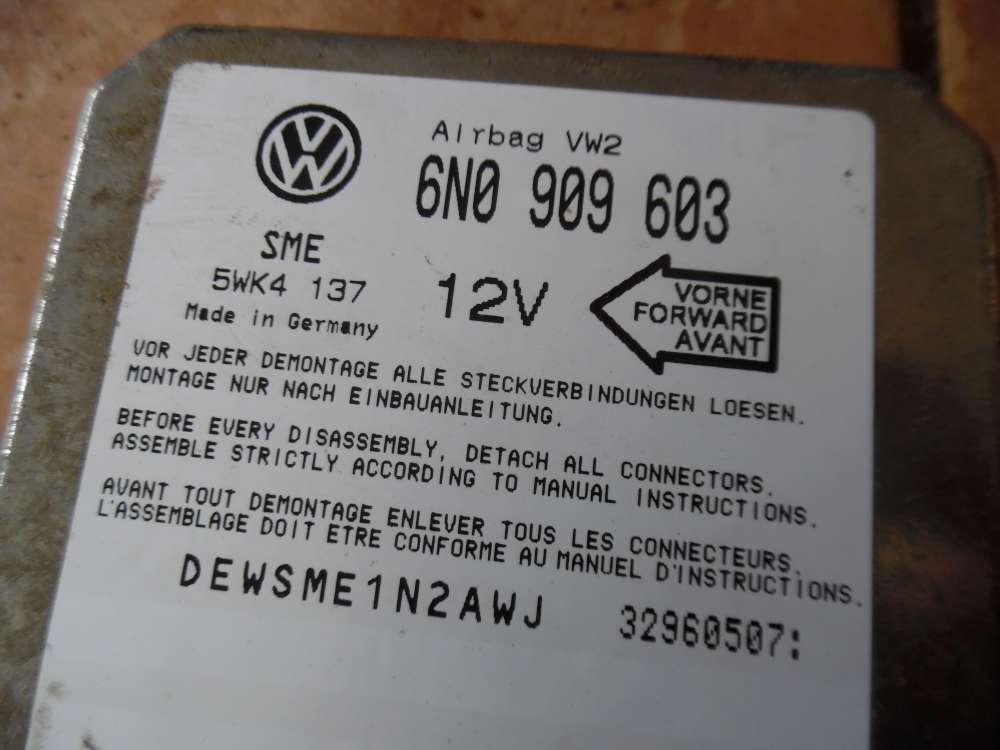 Airbag VW2
6N0 909 603
SME
5WK4 137
Made in Germany
12V
VORNE
FORWARD
AVANT
VOR JEDER DEMONTAGE ALLE STECKVERBINDUNGEN LOESEN.
MONTAGE NUR NACH EINBAUANLEITUNG.
BEFORE EVERY DISASSEMBLY, DETACH ALL CONNECTORS.
ASSEMBLE STRICTLY ACCORDING TO MANUAL INSTRUCTIONS.
AVANT TOUT DEMONTAGE ENLEVER TOUS LES CONNECTEURS.
L'ASSEMBLAGE DOIT ETRE CONFORME AU MANUEL D'INSTRUCTIONS.
DEWSME1N2AWJ 32960507: